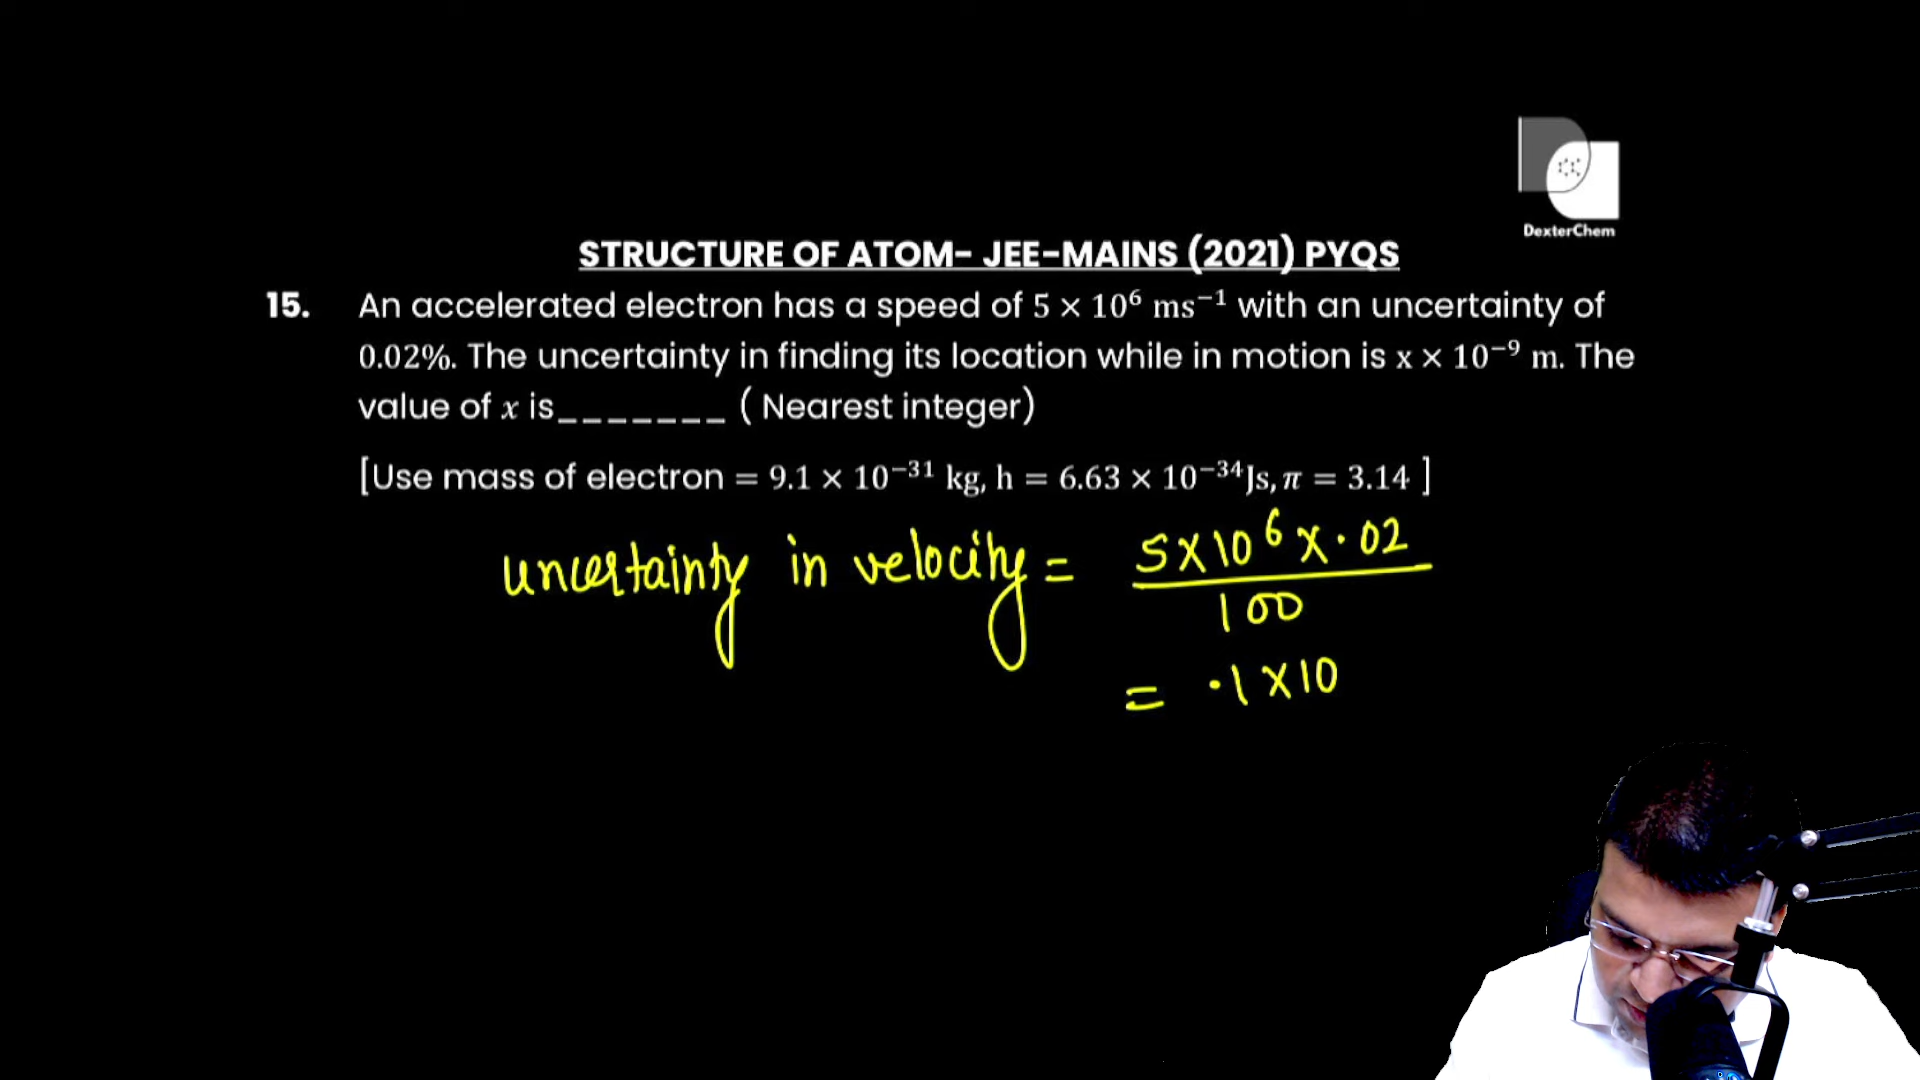 DexterChem
STRUCTURE OF ATOM- JEE-MAINS (2021) PYQS
15. An accelerated electron has a speed of 5 × 10⁶ ms⁻¹ with an uncertainty of
0.02%. The uncertainty in finding its location while in motion is x × 10⁻⁹ m. The
value of x is_______ ( Nearest integer)
[Use mass of electron = 9.1 × 10⁻³¹ kg, h = 6.63 × 10⁻³⁴Js, π = 3.14 ]
uncertainty in velocity = 5×10⁶×.02
100
= .1×10